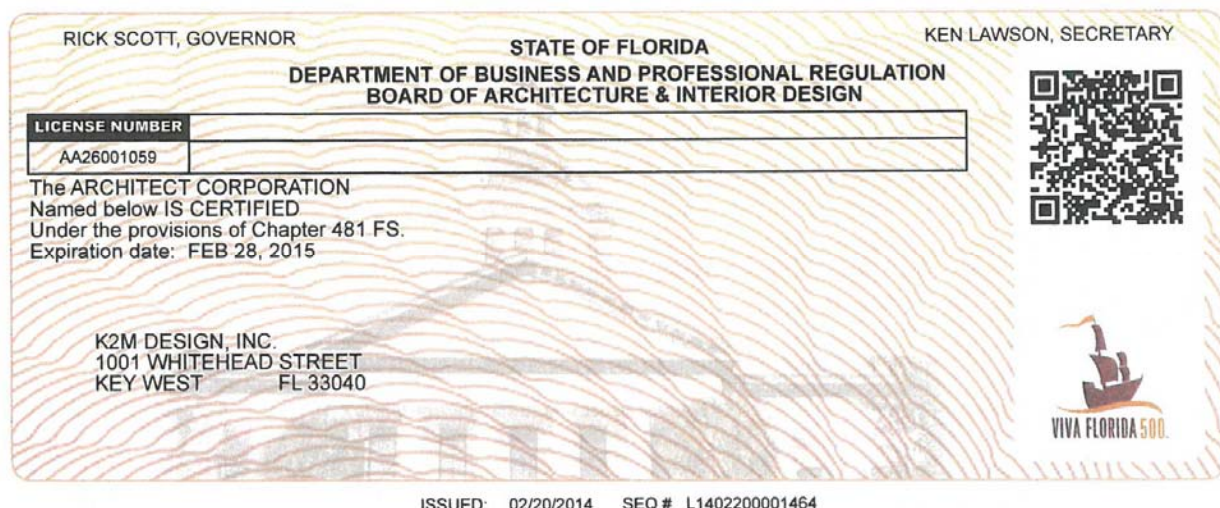 RICK SCOTT, GOVERNOR
KEN LAWSON, SECRETARY
STATE OF FLORIDA
DEPARTMENT OF BUSINESS AND PROFESSIONAL REGULATION
BOARD OF ARCHITECTURE & INTERIOR DESIGN
LICENSE NUMBER
AA26001059
The ARCHITECT CORPORATION
Named below IS CERTIFIED
Under the provisions of Chapter 481 FS.
Expiration date: FEB 28, 2015
K2M DESIGN, INC.
1001 WHITEHEAD STREET
KEY WEST FL 33040
VIVA FLORIDA 500.
ISSUED: 02/20/2014 SEQ # L1402200001464